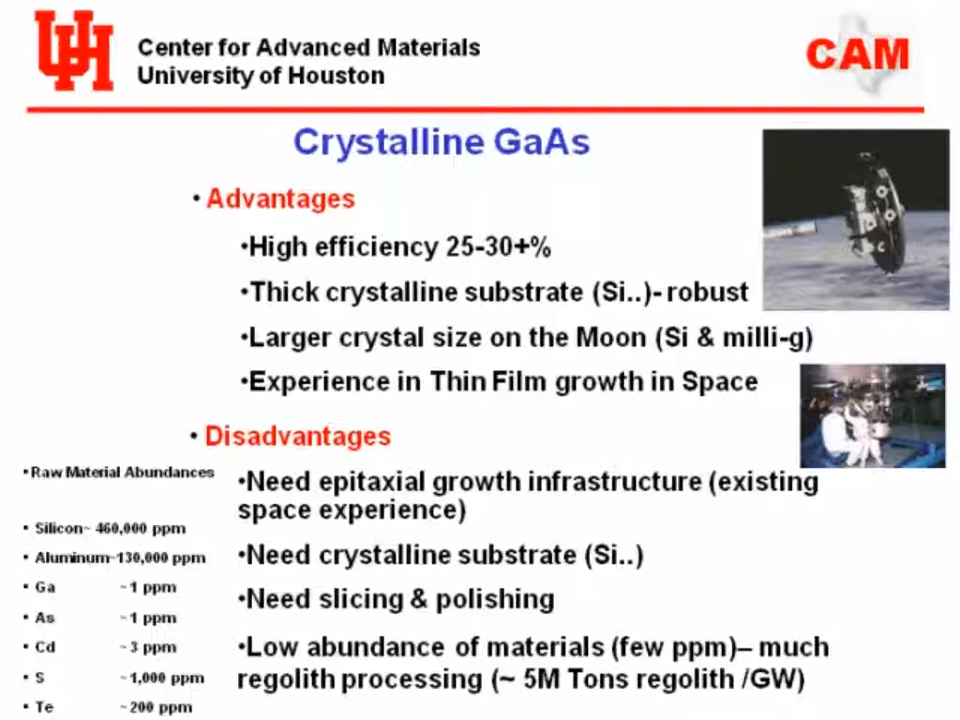 UH
Center for Advanced Materials
University of Houston
CAM
Crystalline GaAs
• Advantages
•High efficiency 25-30+%
•Thick crystalline substrate (Si..)- robust
•Larger crystal size on the Moon (Si & milli-g)
•Experience in Thin Film growth in Space
• Disadvantages
•Need epitaxial growth infrastructure (existing
space experience)
•Need crystalline substrate (Si..)
•Need slicing & polishing
•Low abundance of materials (few ppm)– much
regolith processing (~ 5M Tons regolith /GW)
•Raw Material Abundances
• Silicon~ 460,000 ppm
• Aluminum~130,000 ppm
• Ga ~1 ppm
• As ~1 ppm
• Cd ~3 ppm
• S ~1,000 ppm
• Te ~200 ppm